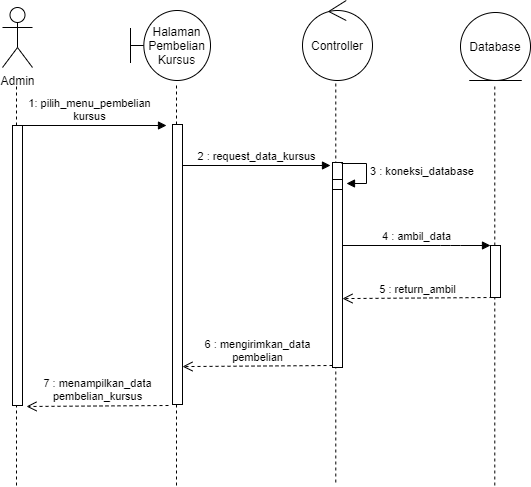 Halaman
Pembelian
Kursus
Controller
Database
Admin
1: pilih_menu_pembelian
kursus
2 : request_data_kursus
3 : koneksi_database
4 : ambil_data
5 : return_ambil
6 : mengirimkan_data
pembelian
7 : menampilkan_data
pembelian_kursus